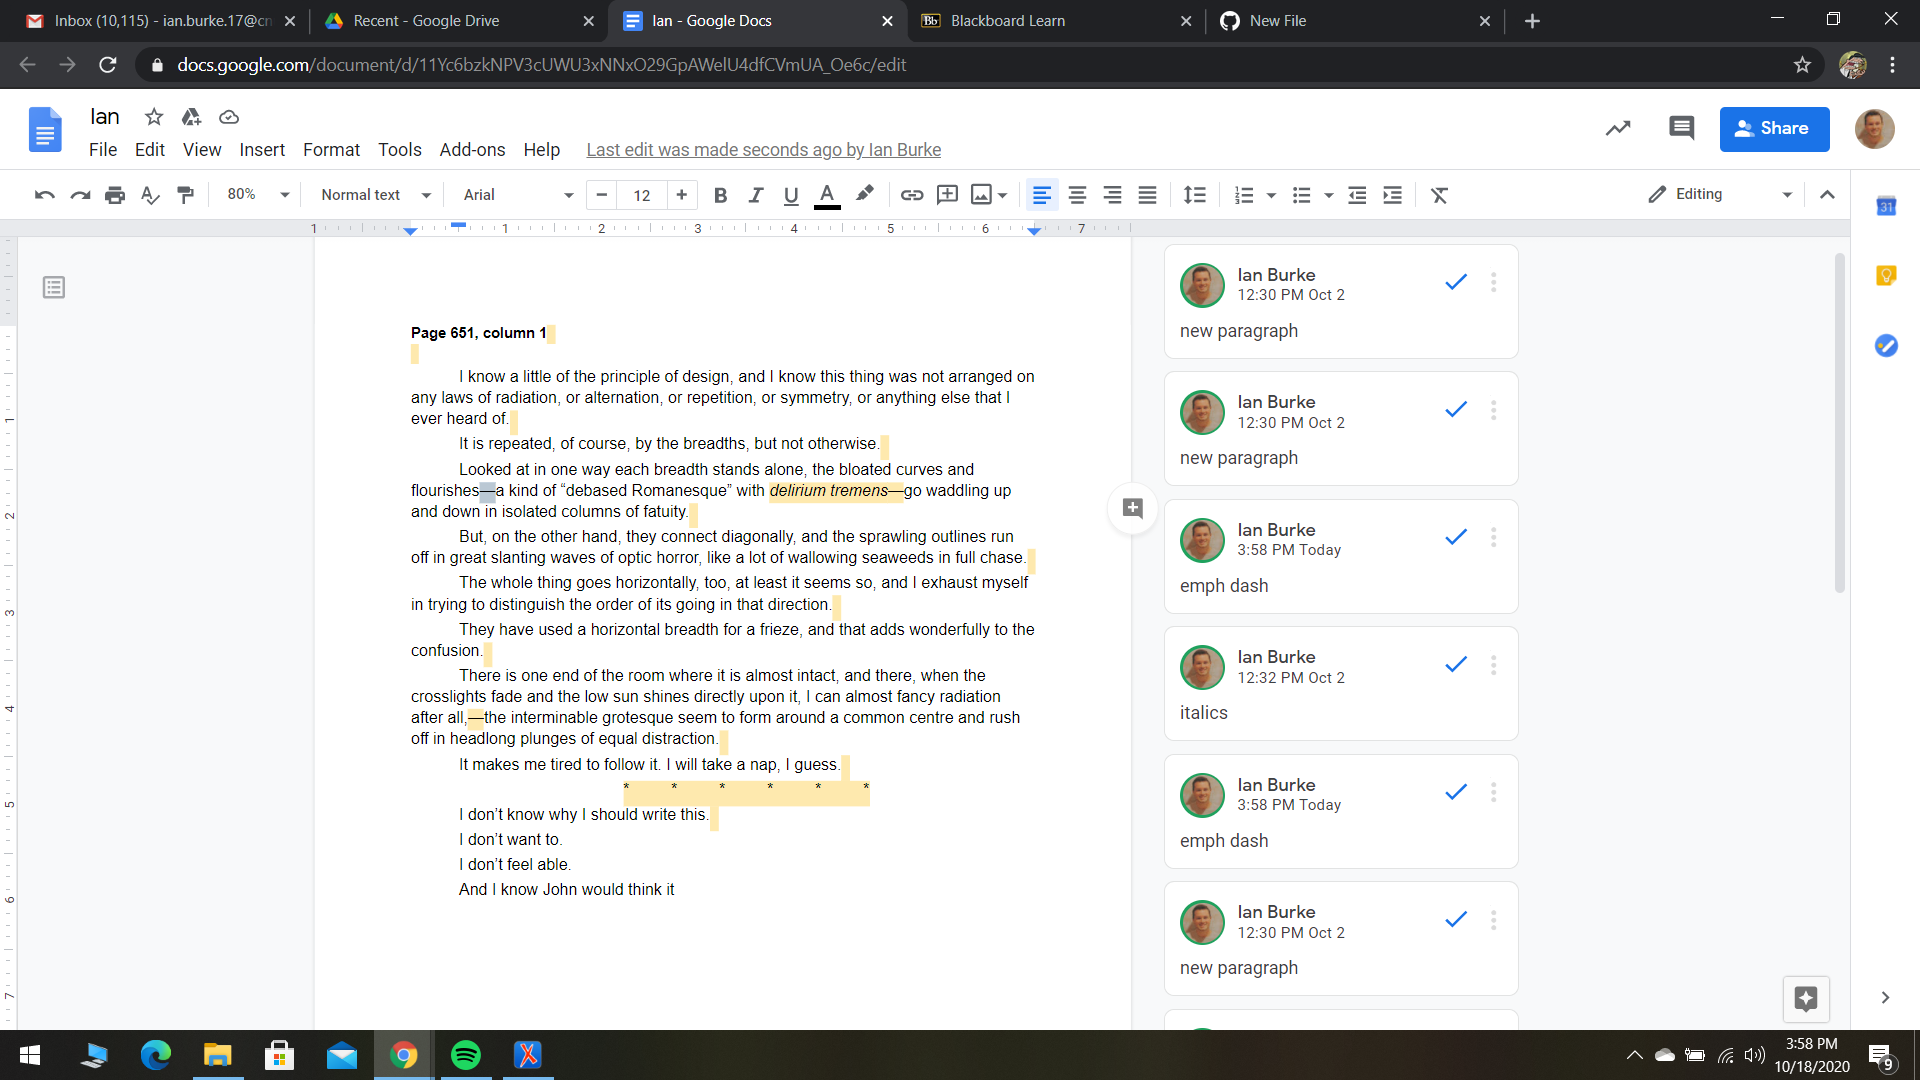 Inbox (10,115) - ian.burke.17@cn
Recent - Google Drive
Ian - Google Docs
Bb Blackboard Learn
New File
docs.google.com/document/d/11Yc6bzkNPV3cUWU3xNNxO29GpAWelU4dfCVmUA_Oe6c/edit
Ian
Share
File Edit View Insert Format Tools Add-ons Help Last edit was made seconds ago by Ian Burke
80% Normal text Arial 12 B I U A Editing
31
1 1 2 3 4 5 6 7
1
2
3
4
5
6
7
Page 651, column 1
I know a little of the principle of design, and I know this thing was not arranged on
any laws of radiation, or alternation, or repetition, or symmetry, or anything else that I
ever heard of.
It is repeated, of course, by the breadths, but not otherwise.
Looked at in one way each breadth stands alone, the bloated curves and
flourishes—a kind of “debased Romanesque” with delirium tremens—go waddling up
and down in isolated columns of fatuity.
But, on the other hand, they connect diagonally, and the sprawling outlines run
off in great slanting waves of optic horror, like a lot of wallowing seaweeds in full chase.
The whole thing goes horizontally, too, at least it seems so, and I exhaust myself
in trying to distinguish the order of its going in that direction.
They have used a horizontal breadth for a frieze, and that adds wonderfully to the
confusion.
There is one end of the room where it is almost intact, and there, when the
crosslights fade and the low sun shines directly upon it, I can almost fancy radiation
after all,—the interminable grotesque seem to form around a common centre and rush
off in headlong plunges of equal distraction.
It makes me tired to follow it. I will take a nap, I guess.
* * * * * *
I don’t know why I should write this.
I don’t want to.
I don’t feel able.
And I know John would think it
Ian Burke
12:30 PM Oct 2
new paragraph
Ian Burke
12:30 PM Oct 2
new paragraph
Ian Burke
3:58 PM Today
emph dash
Ian Burke
12:32 PM Oct 2
italics
Ian Burke
3:58 PM Today
emph dash
Ian Burke
12:30 PM Oct 2
new paragraph
3:58 PM
10/18/2020
9